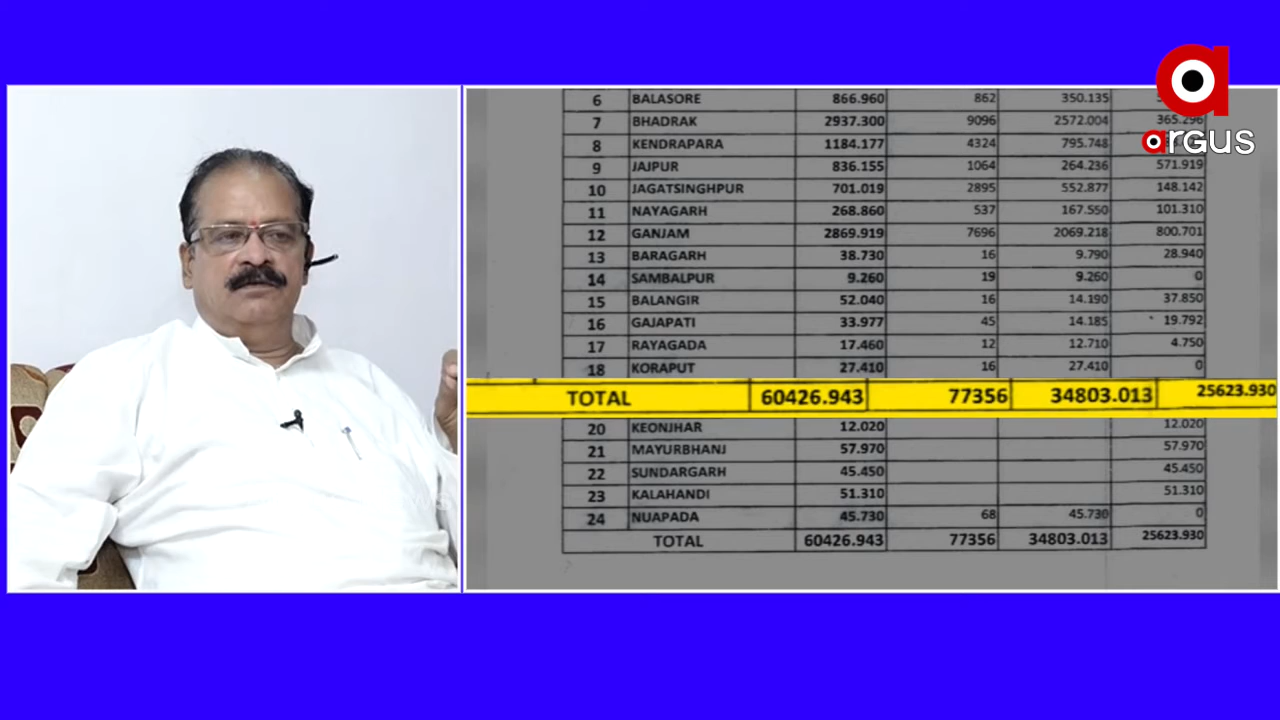 argus
6 BALASORE 866.960 862 350.135
7 BHADRAK 2937.300 9096 2572.004 365.296
8 KENDRAPARA 1184.177 4324 795.748
9 JAJPUR 836.155 1064 264.236 571.919
10 JAGATSINGHPUR 701.019 2895 552.877 148.142
11 NAYAGARH 268.860 537 167.550 101.310
12 GANJAM 2869.919 7696 2069.218 800.701
13 BARAGARH 38.730 16 9.790 28.940
14 SAMBALPUR 9.260 19 9.260 0
15 BALANGIR 52.040 16 14.190 37.850
16 GAJAPATI 33.977 45 14.185 19.792
17 RAYAGADA 17.460 12 12.710 4.750
18 KORAPUT 27.410 16 27.410 0
TOTAL 60426.943 77356 34803.013 25623.930
20 KEONJHAR 12.020 12.020
21 MAYURBHANJ 57.970 57.970
22 SUNDARGARH 45.450 45.450
23 KALAHANDI 51.310 51.310
24 NUAPADA 45.730 68 45.730 0
TOTAL 60426.943 77356 34803.013 25623.930